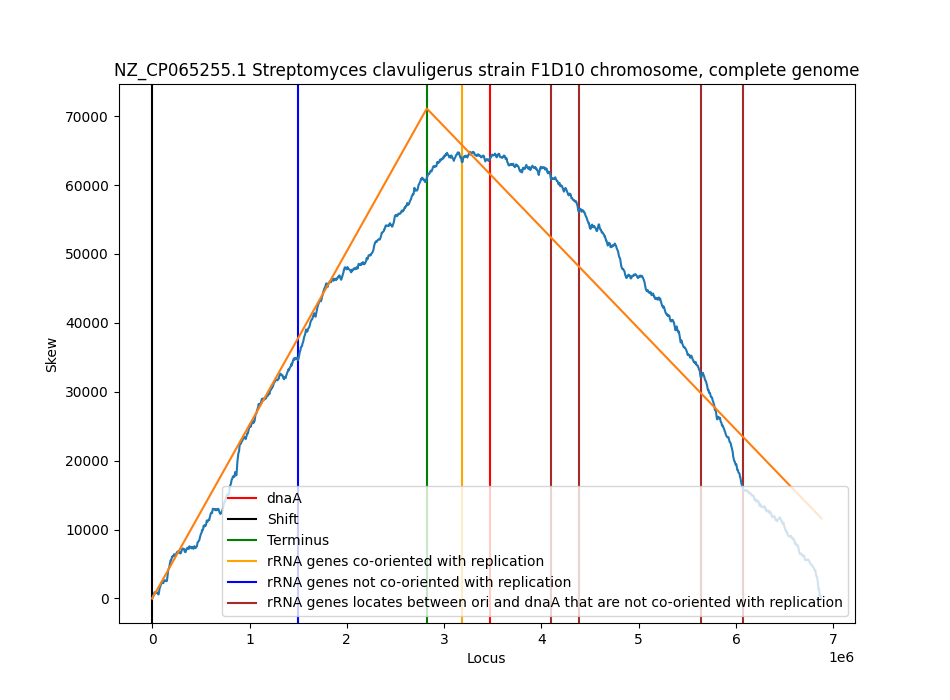 NZ_CP065255.1 Streptomyces clavuligerus strain F1D10 chromosome, complete genome
70000
60000
50000
40000
30000
20000
10000
0
Skew
dnaA
Shift
Terminus
rRNA genes co-oriented with replication
rRNA genes not co-oriented with replication
rRNA genes locates between ori and dnaA that are not co-oriented with replication
0 1 2 3 4 5 6 7
1e6
Locus